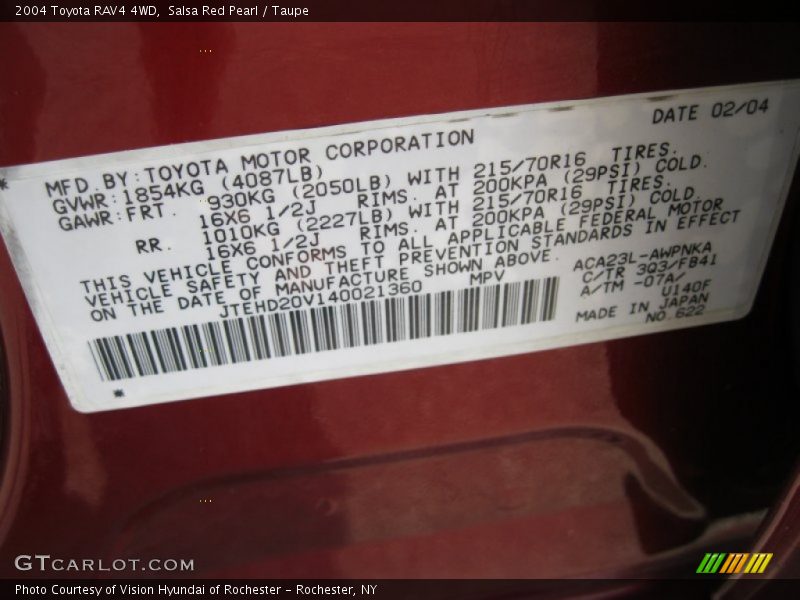 2004 Toyota RAV4 4WD,  Salsa Red Pearl / Taupe
DATE 02/04
MFD.BY:TOYOTA MOTOR CORPORATION
GVWR:1854KG (4087LB)
GAWR:FRT. 930KG (2050LB) WITH 215/70R16 TIRES.
16X6 1/2J RIMS. AT 200KPA (29PSI) COLD.
RR. 1010KG (2227LB) WITH 215/70R16 TIRES.
16X6 1/2J RIMS. AT 200KPA (29PSI) COLD.
THIS VEHICLE CONFORMS TO ALL APPLICABLE FEDERAL MOTOR
VEHICLE SAFETY AND THEFT PREVENTION STANDARDS IN EFFECT
ON THE DATE OF MANUFACTURE SHOWN ABOVE.
JTEHD20V140021360 MPV
ACA23L-AWPNKA
C/TR 3Q3/FB41
A/TM -07A/
U140F
MADE IN JAPAN
NO.622
GTCARLOT.COM
Photo Courtesy of Vision Hyundai of Rochester – Rochester, NY